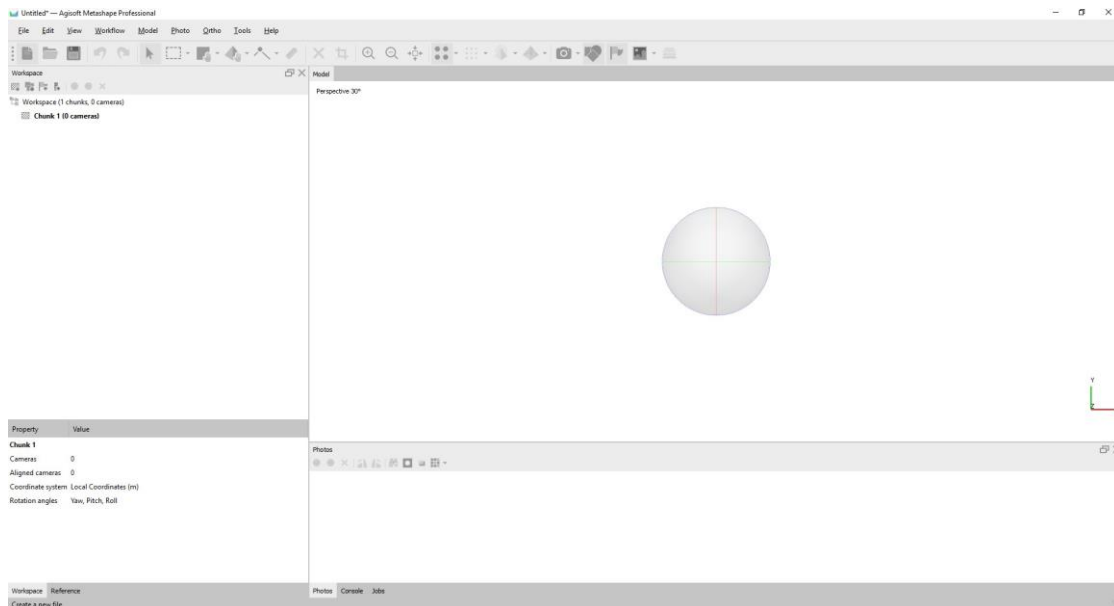 Untitled* — Agisoft Metashape Professional
File Edit View Workflow Model Photo Ortho Tools Help
Workspace
Model
Workspace (1 chunks, 0 cameras)
Chunk 1 (0 cameras)
Perspective 30°
Y
Z
Property Value
Chunk 1
Cameras 0
Aligned cameras 0
Coordinate system Local Coordinates (m)
Rotation angles Yaw, Pitch, Roll
Photos
Workspace Reference
Photos Console Jobs
Create a new file